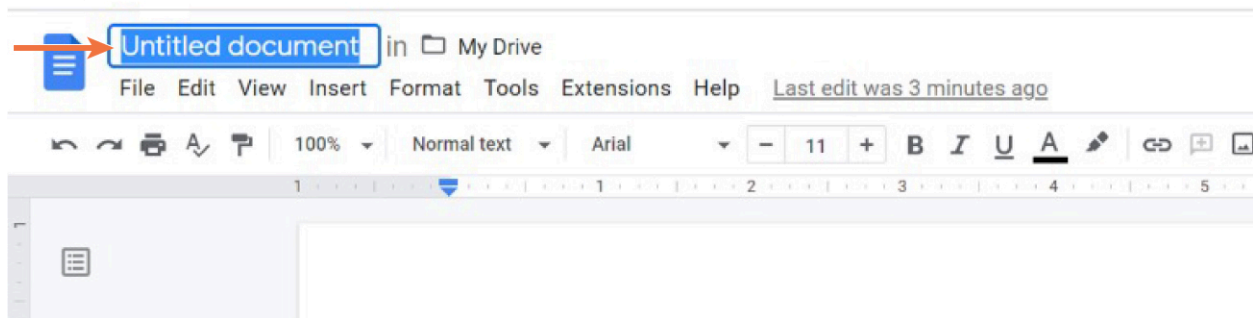 Untitled document in My Drive
File Edit View Insert Format Tools Extensions Help Last edit was 3 minutes ago
100% Normal text Arial − 11 + B I U A
1 1 2 3 4 5
1